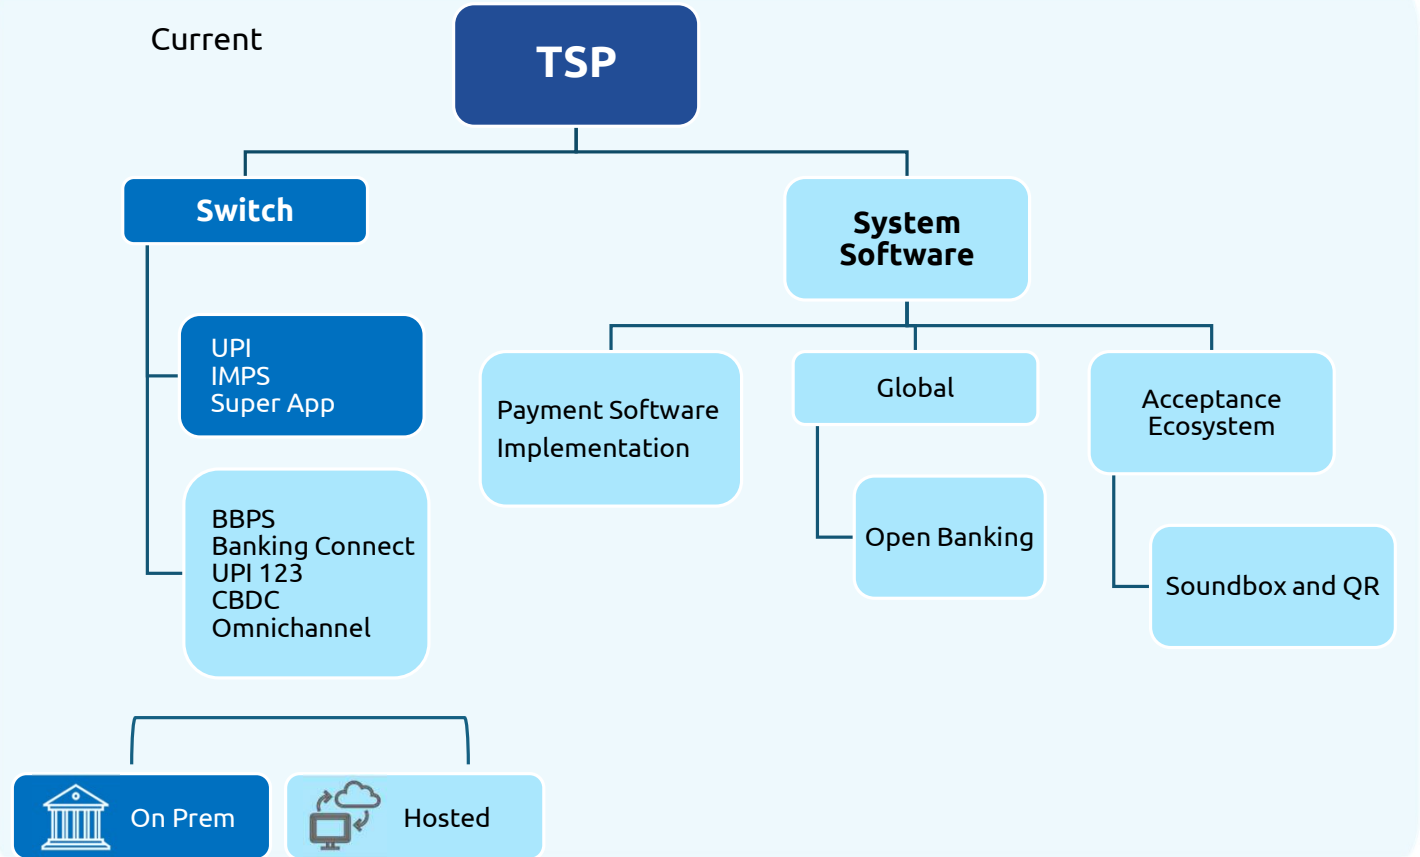 Current
TSP
Switch
System
Software
UPI
IMPS
Super App
BBPS
Banking Connect
UPI 123
CBDC
Omnichannel
Payment Software
Implementation
Global
Open Banking
Acceptance
Ecosystem
Soundbox and QR
On Prem
Hosted